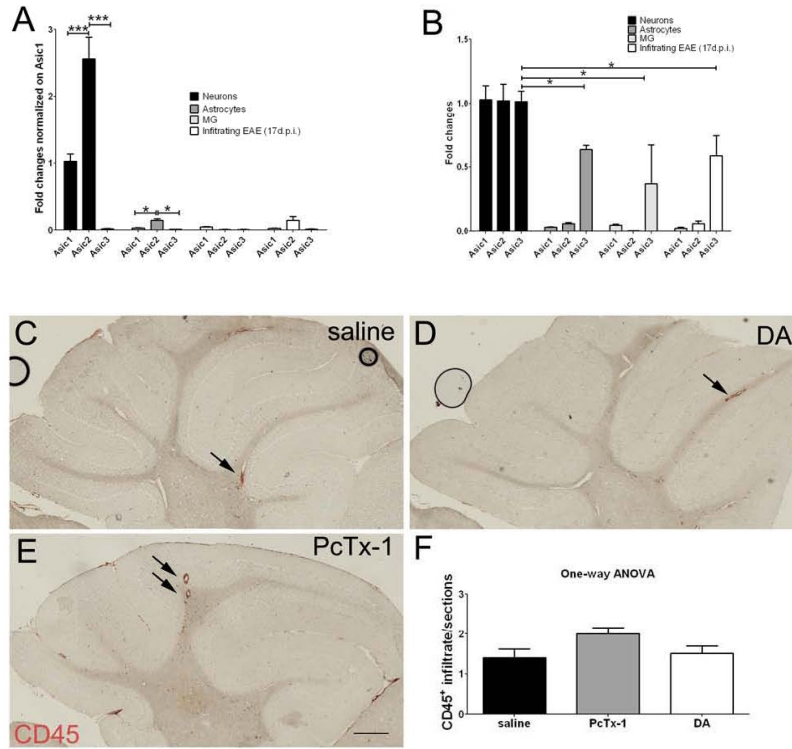 A
*** ***
3
2
1
0
Fold changes normalized on Asic1
Neurons
Astrocytes
MG
Infitrating EAE (17d.p.i.)
* *
Asic1 Asic2 Asic3 Asic1 Asic2 Asic3 Asic1 Asic2 Asic3 Asic1 Asic2 Asic3
B
Neurons
Astrocytes
MG
Infitrating EAE (17d.p.i.)
1.5
1.0
0.5
0.0
Fold changes
*
*
*
Asic1 Asic2 Asic3 Asic1 Asic2 Asic3 Asic1 Asic2 Asic3 Asic1 Asic2 Asic3
C saline
D DA
E PcTx-1
CD45
F
One-way ANOVA
3
2
1
0
CD45+ infiltrate/sections
saline PcTx-1 DA